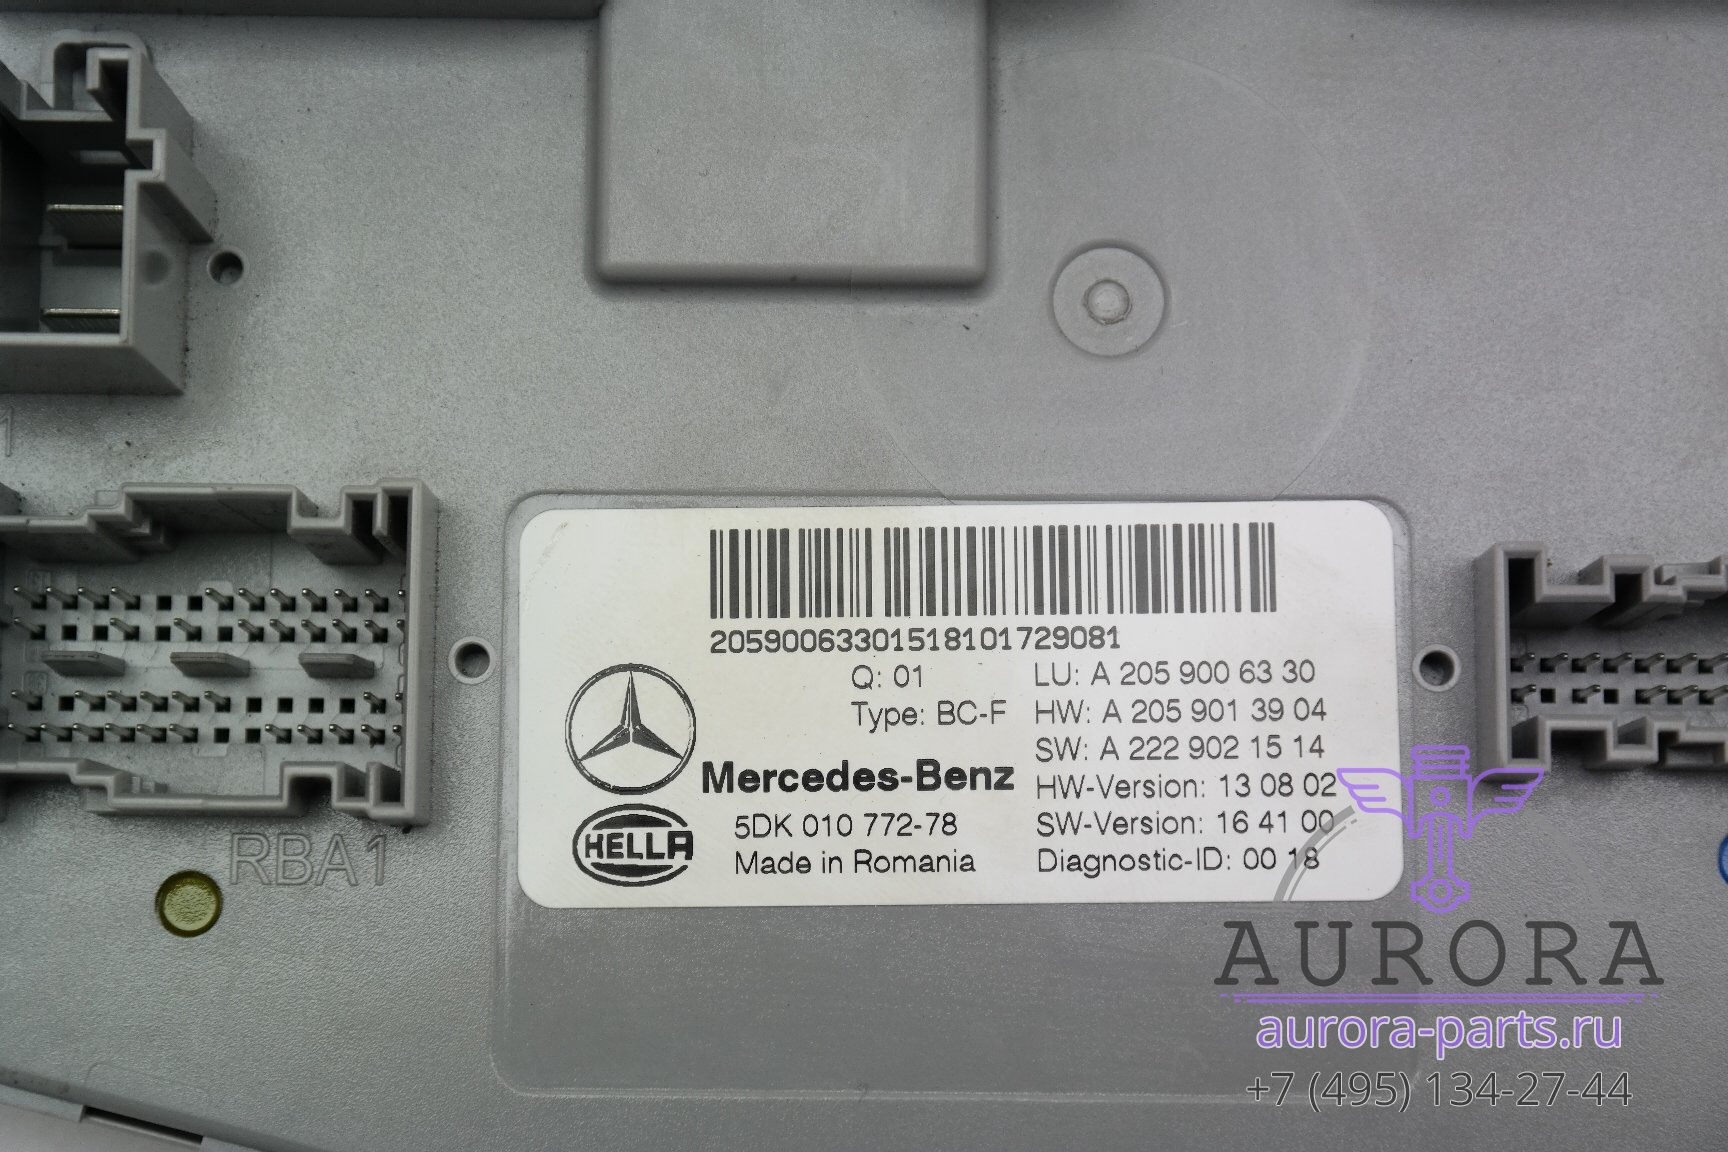 1
205900633015181017290​81
Q: 01
LU: A 205 900 63 30
Type: BC-F
HW: A 205 901 39 04
SW: A 222 902 15 14
Mercedes-Benz
HW-Version: 13 08 02
HELLA
5DK 010 772-78
SW-Version: 16 41 00
Made in Romania
Diagnostic-ID: 00 18
RBA1
AURORA
aurora-parts.ru
+7 (495) 134-27-44